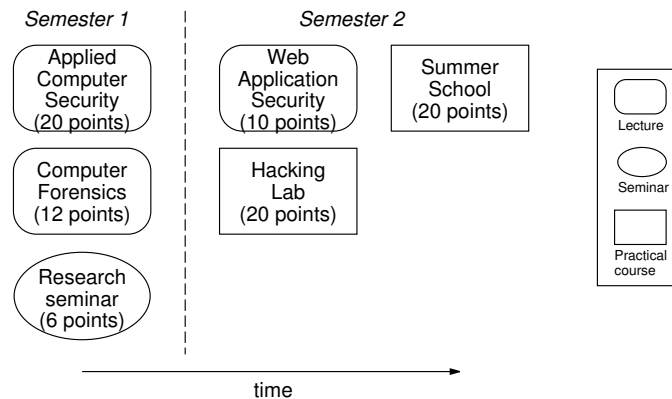 Semester 1
Semester 2
Applied
Computer
Security
(20 points)
Web
Application
Security
(10 points)
Summer
School
(20 points)
Computer
Forensics
(12 points)
Hacking
Lab
(20 points)
Research
seminar
(6 points)
time
Lecture
Seminar
Practical
course